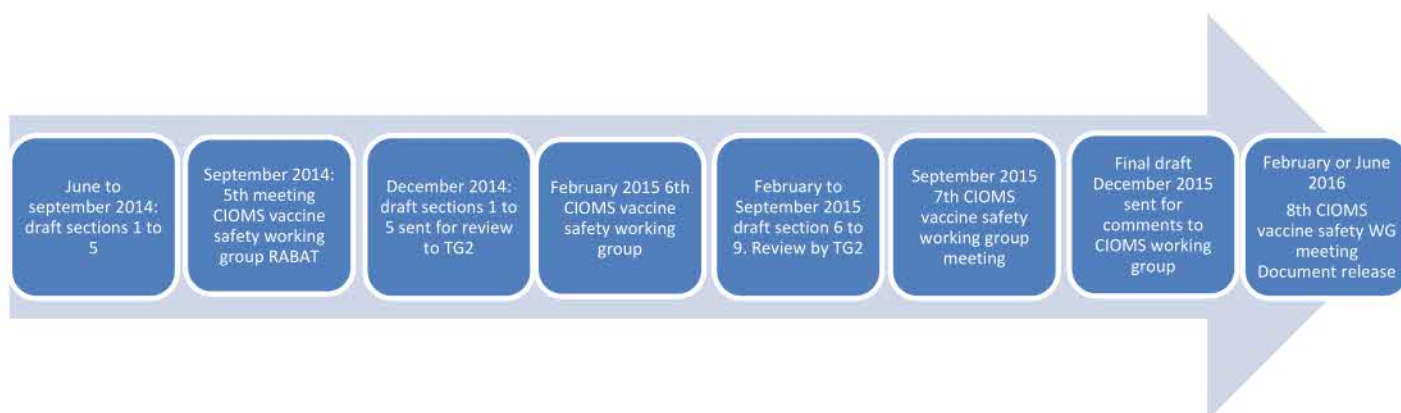 June to
september 2014:
draft sections 1 to
5
September 2014:
5th meeting
CIOMS vaccine
safety working
group RABAT
December 2014:
draft sections 1 to
5 sent for review
to TG2
February 2015 6th
CIOMS vaccine
safety working
group
February to
September 2015
draft section 6 to
9. Review by TG2
September 2015
7th CIOMS
vaccine safety
working group
meeting
Final draft
December 2015
sent for
comments to
CIOMS working
group
February or June
2016
8th CIOMS
vaccine safety WG
meeting
Document release